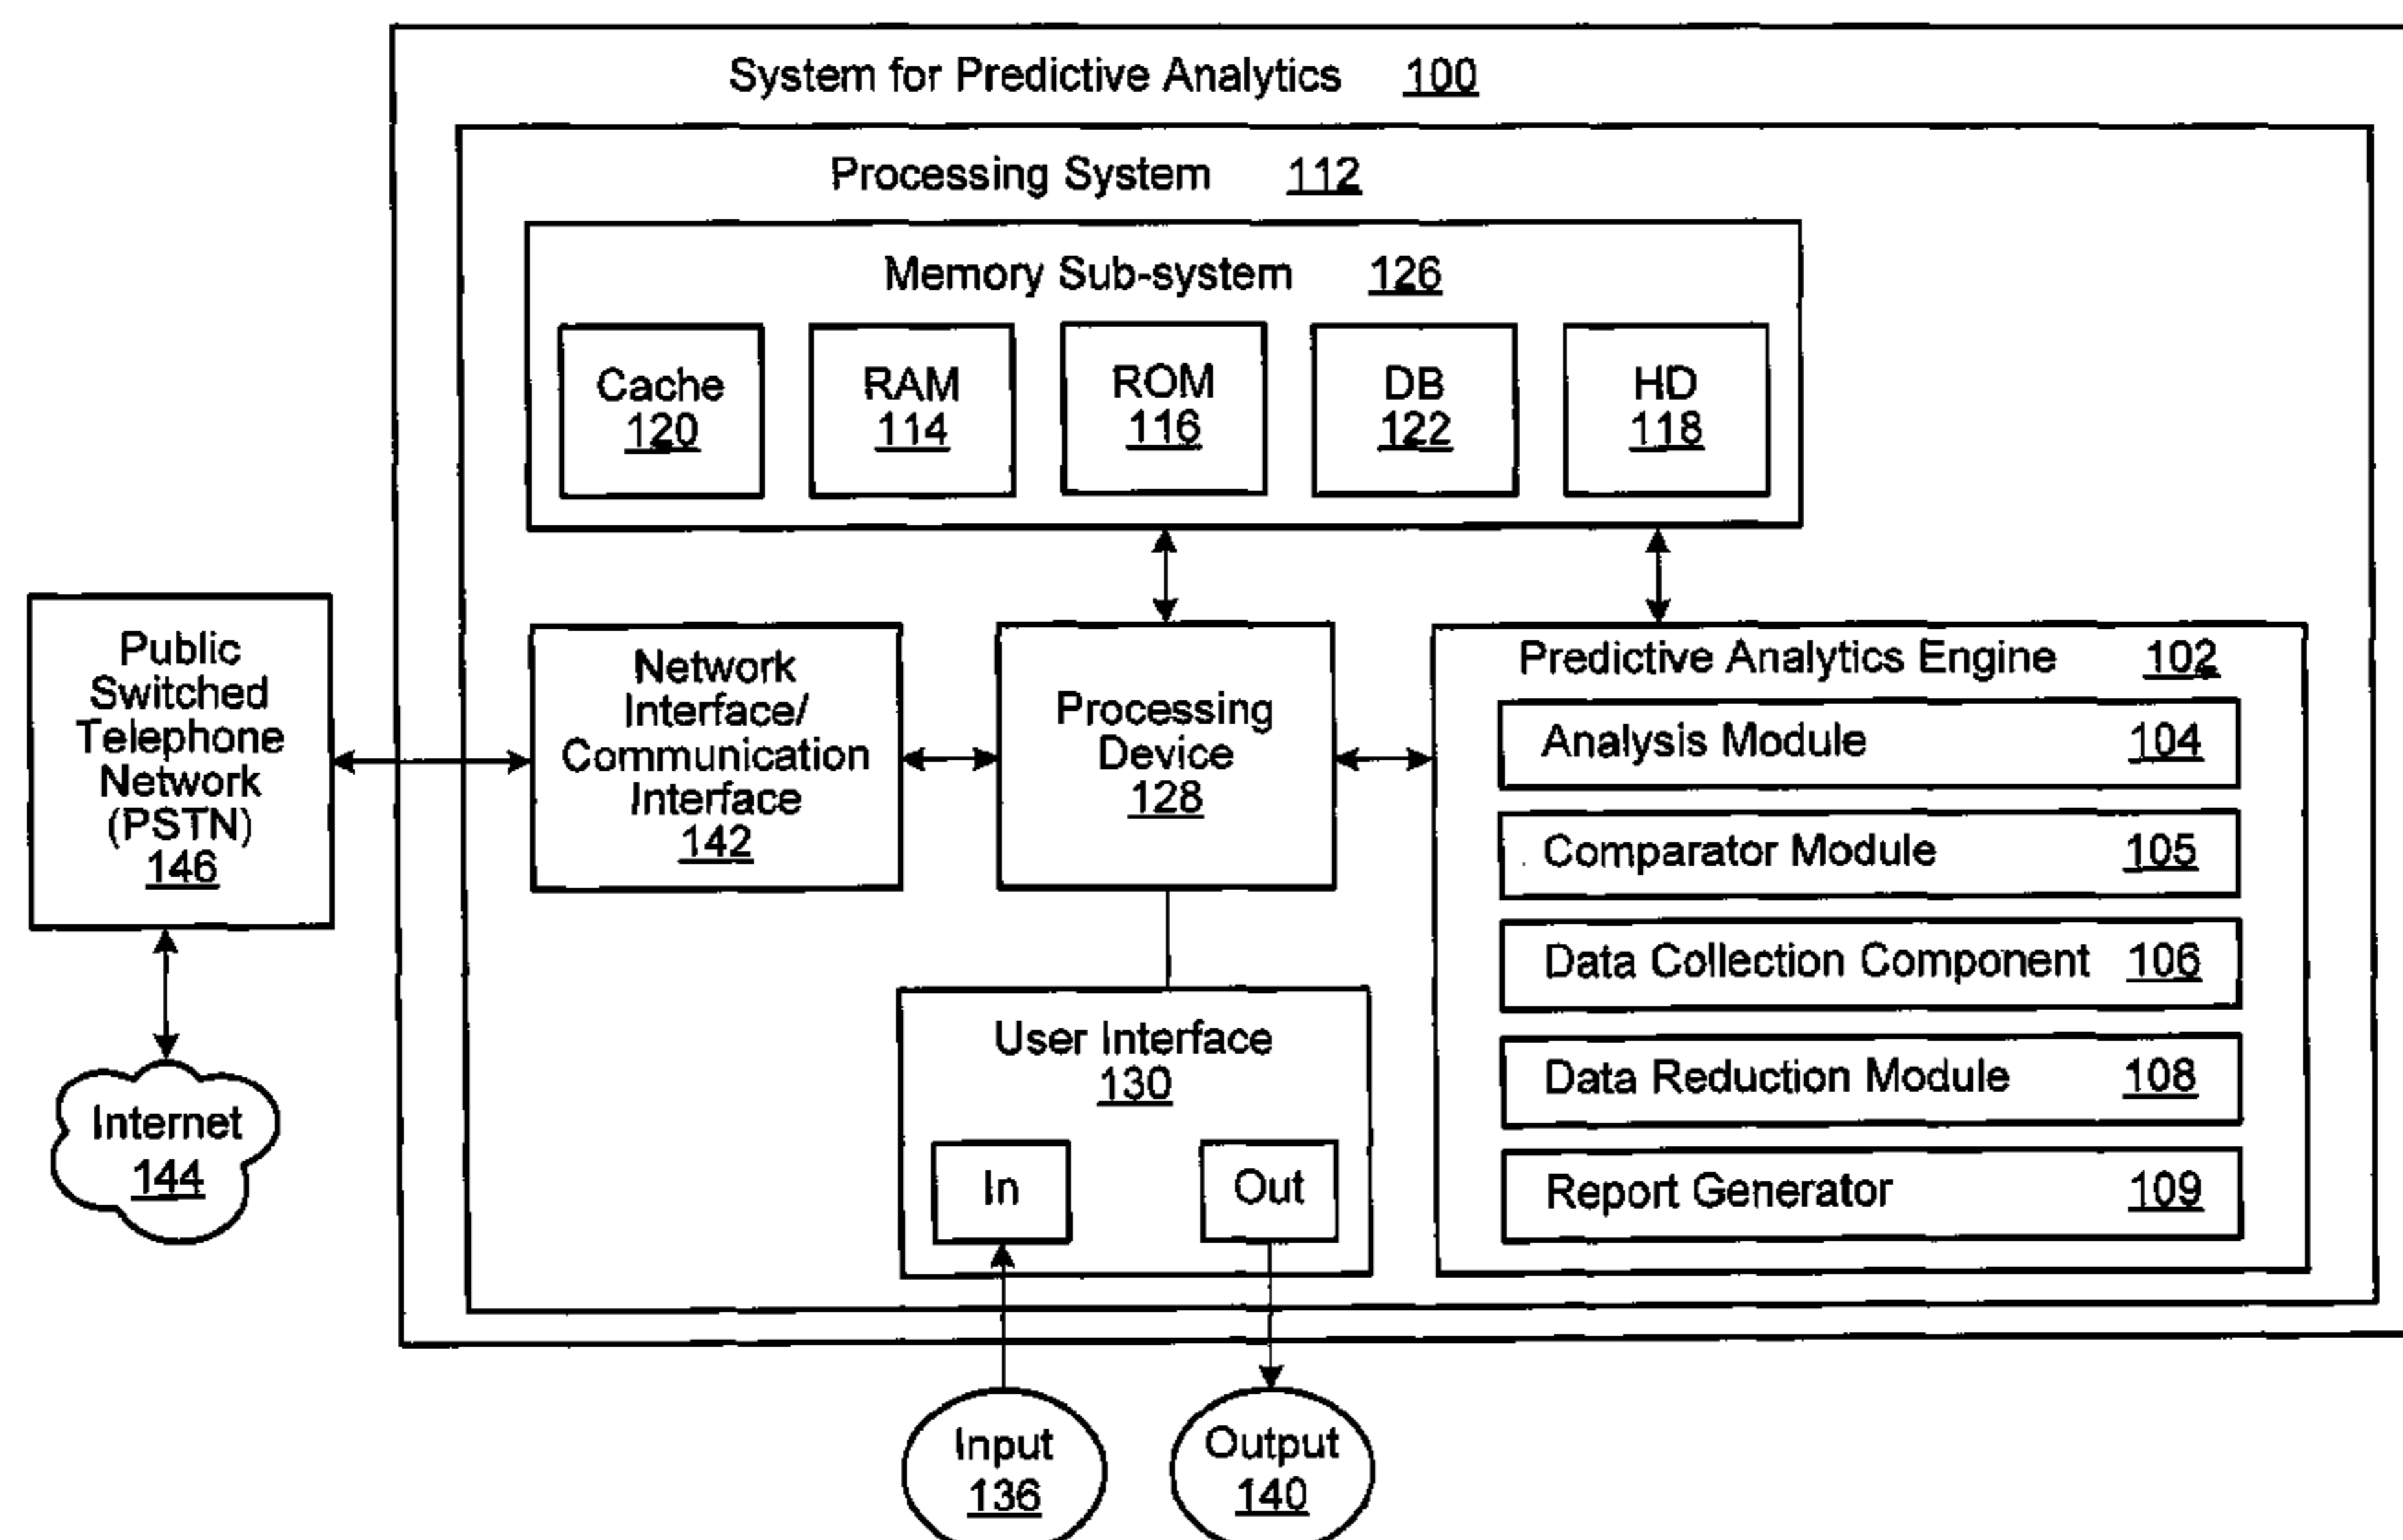 System for Predictive Analytics 100
Processing System 112
Memory Sub-system 126
Cache
120
RAM
114
ROM
116
DB
122
HD
118
Public
Switched
Telephone
Network
(PSTN)
146
Network
Interface/
Communication
Interface
142
Processing
Device
128
Predictive Analytics Engine 102
Analysis Module 104
Comparator Module 105
Data Collection Component 106
Data Reduction Module 108
Report Generator 109
User Interface
130
In
Out
Internet
144
Input
136
Output
140